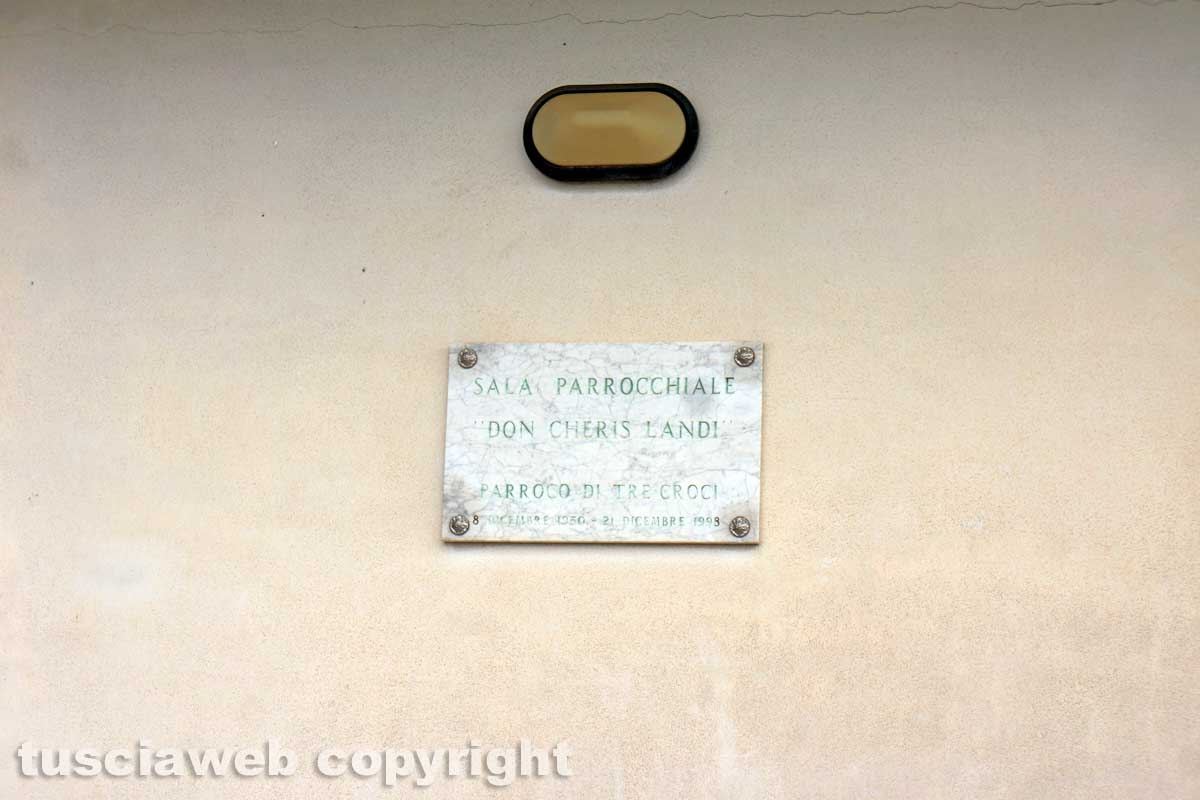 SALA PARROCCHIALE
"DON CHERIS LANDI"
PARROCO DI TRE CROCI
8 DICEMBRE 1950 - 21 DICEMBRE 1998
tusciaweb copyright